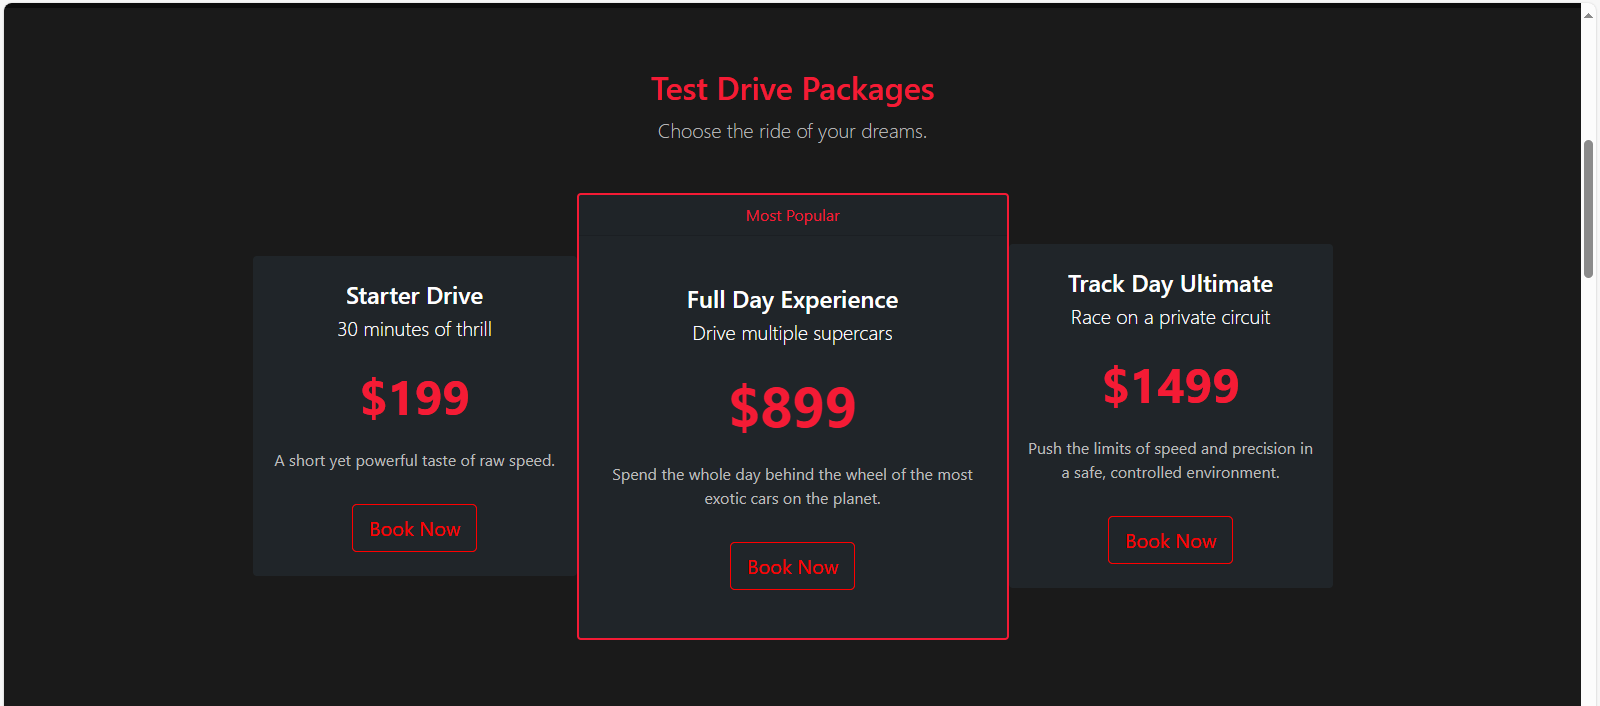 Test Drive Packages
Choose the ride of your dreams.
Starter Drive
30 minutes of thrill
$199
A short yet powerful taste of raw speed.
Book Now
Most Popular
Full Day Experience
Drive multiple supercars
$899
Spend the whole day behind the wheel of the most
exotic cars on the planet.
Book Now
Track Day Ultimate
Race on a private circuit
$1499
Push the limits of speed and precision in
a safe, controlled environment.
Book Now